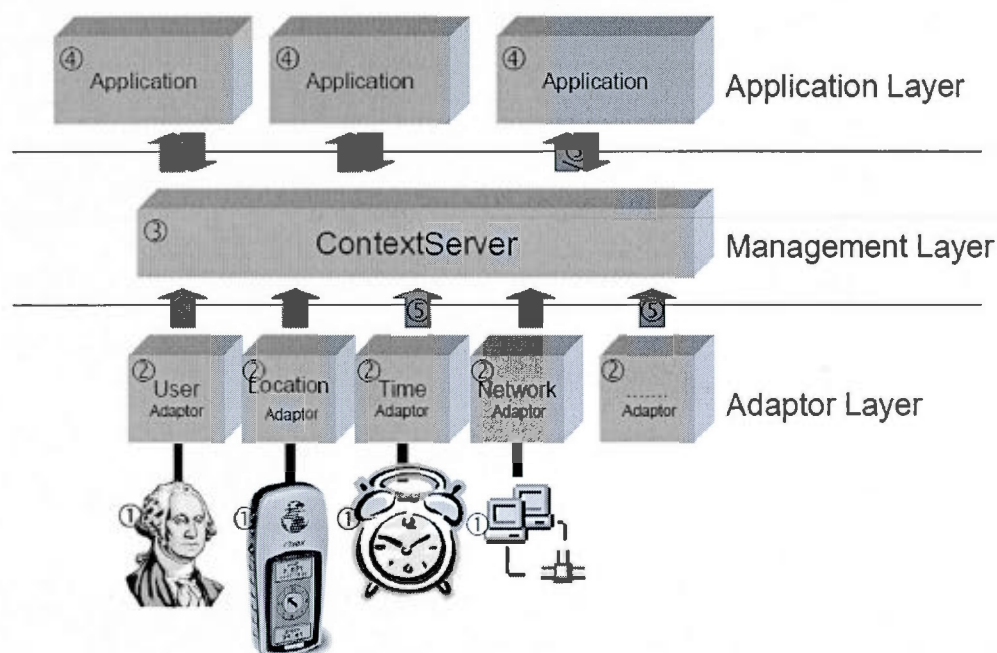 ④ Application ④ Application ④ Application Application Layer
③ ContextServer Management Layer
⑤ ⑤
② User Adaptor
② Location Adaptor
② Time Adaptor
② Network Adaptor
② ....... Adaptor
Adaptor Layer
① ① ① ①